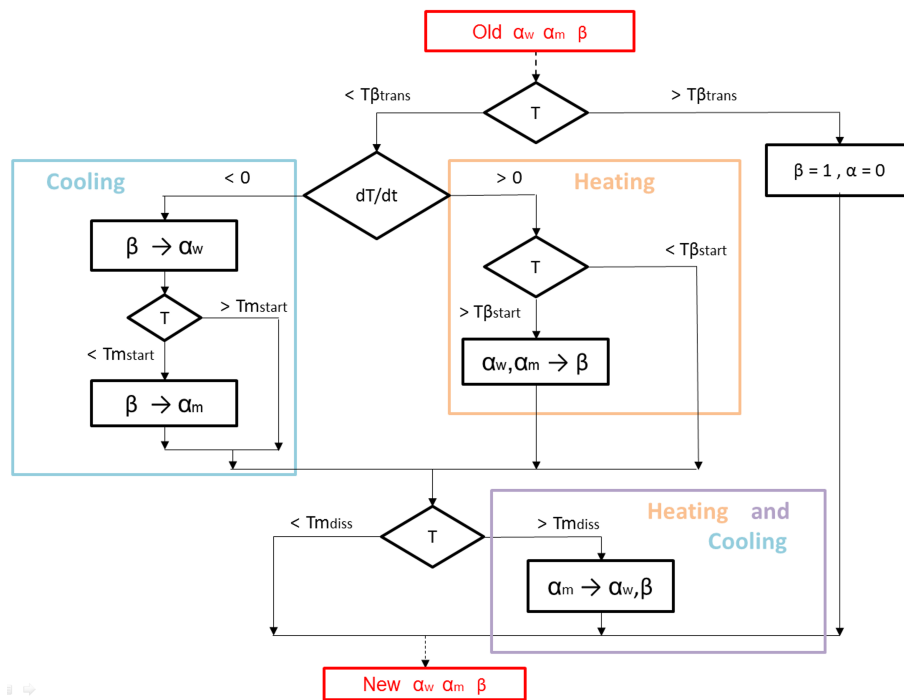 Old αw αm β
< Tβtrans
> Tβtrans
T
β = 1 , α = 0
Cooling
< 0
dT/dt
> 0
Heating
β → αw
T
< Tβstart
T
> Tmstart
> Tβstart
< Tmstart
αw,αm → β
β → αm
< Tmdiss
T
> Tmdiss
Heating and
Cooling
αm → αw,β
New αw αm β